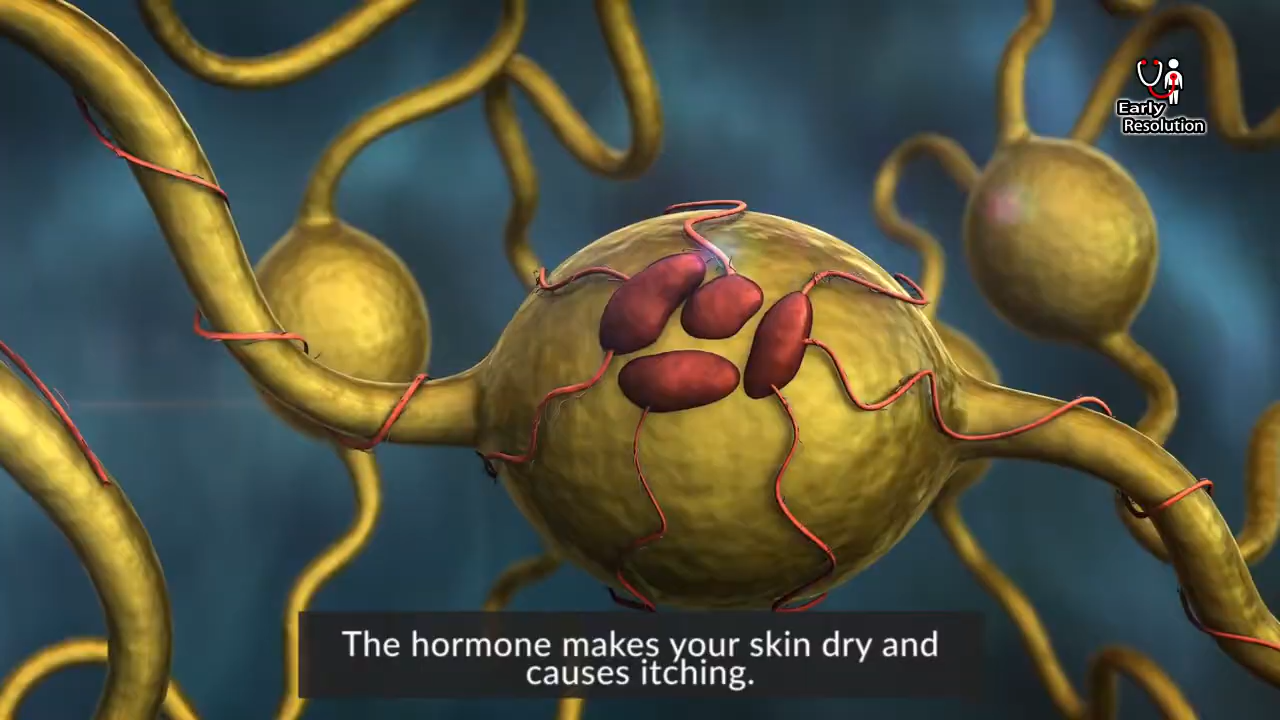 Early
Resolution
The hormone makes your skin dry and
causes itching.